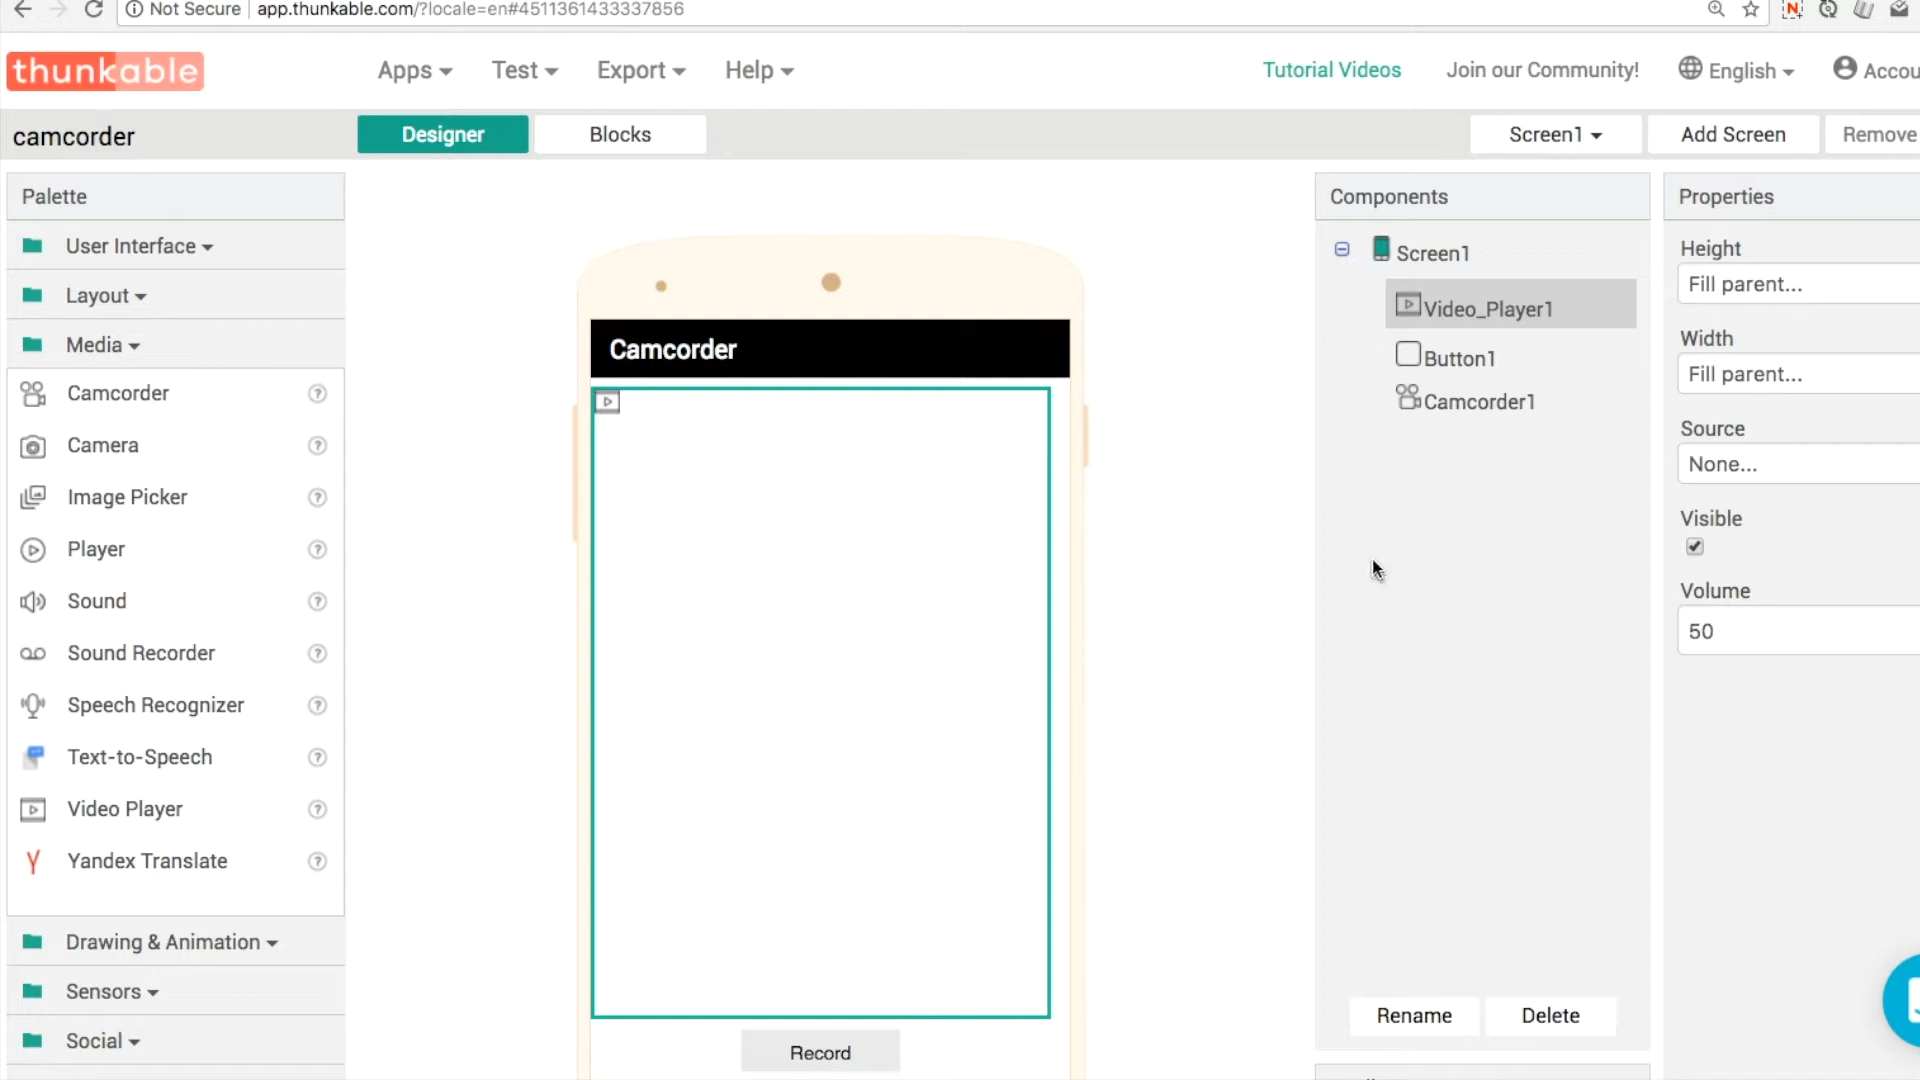 Not Secure app.thunkable.com/?locale=en#4511361433337856
thunkable Apps Test Export Help Tutorial Videos Join our Community! English Accou
camcorder Designer Blocks Screen1 Add Screen Remove
Palette
User Interface
Layout
Media
Camcorder ?
Camera ?
Image Picker ?
Player ?
Sound ?
Sound Recorder ?
Speech Recognizer ?
Text-to-Speech ?
Video Player ?
Yandex Translate ?
Drawing & Animation
Sensors
Social
Camcorder
Record
Components
Screen1
Video_Player1
Button1
Camcorder1
Rename Delete
Properties
Height
Fill parent...
Width
Fill parent...
Source
None...
Visible
Volume
50